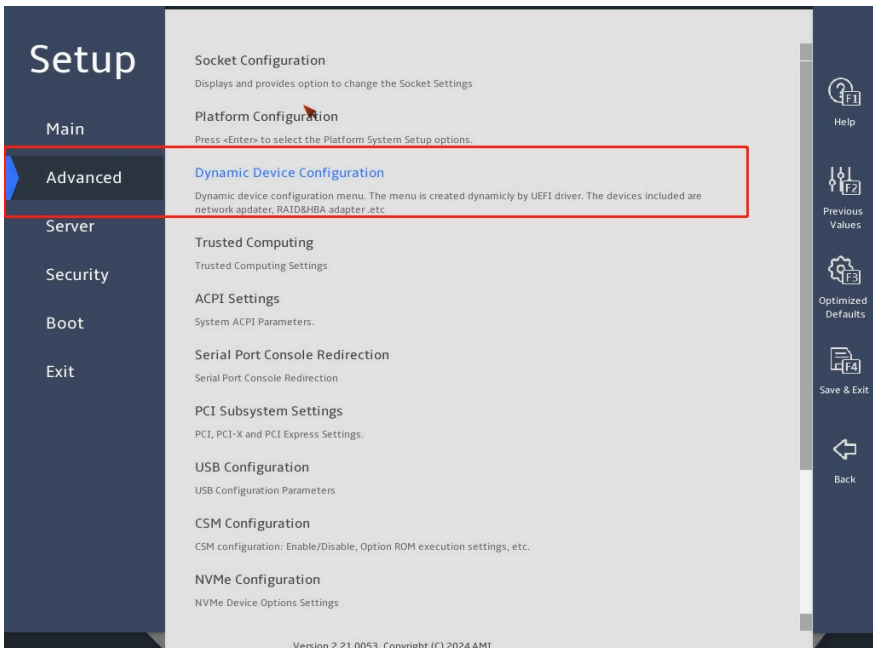 Setup
Main
Advanced
Server
Security
Boot
Exit
Socket Configuration
Displays and provides option to change the Socket Settings
Platform Configuration
Press <Enter> to select the Platform System Setup options.
Dynamic Device Configuration
Dynamic device configuration menu. The menu is created dynamicly by UEFI driver. The devices included are
network apdater, RAID&HBA adapter .etc
Trusted Computing
Trusted Computing Settings
ACPI Settings
System ACPI Parameters.
Serial Port Console Redirection
Serial Port Console Redirection
PCI Subsystem Settings
PCI, PCI-X and PCI Express Settings.
USB Configuration
USB Configuration Parameters
CSM Configuration
CSM configuration: Enable/Disable, Option ROM execution settings, etc.
NVMe Configuration
NVMe Device Options Settings
Version 2.21.0053. Copyright (C) 2024 AMI
F1
Help
F2
Previous
Values
F3
Optimized
Defaults
F4
Save & Exit
Back